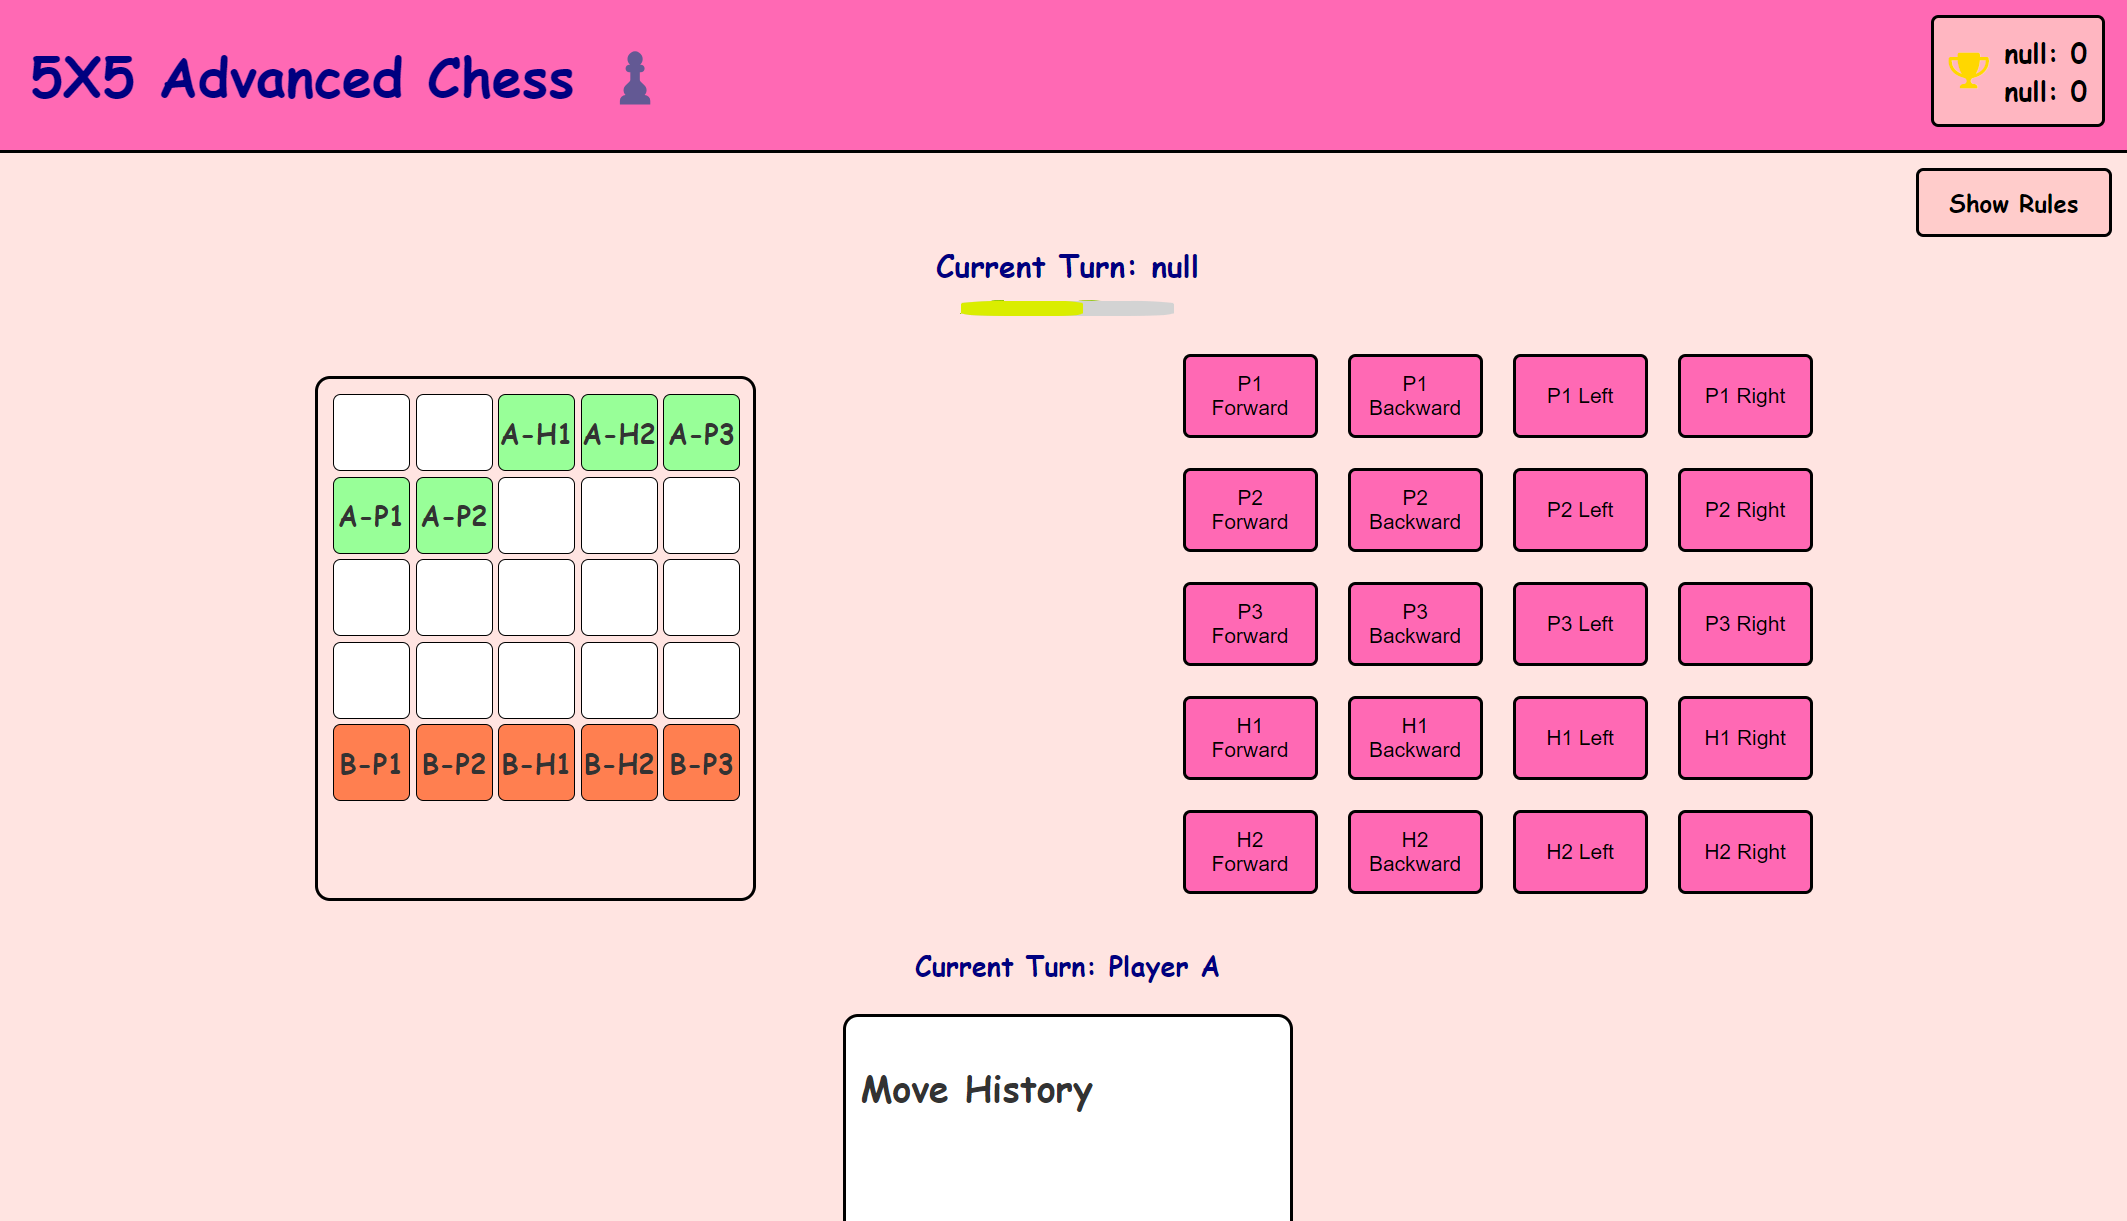 5X5 Advanced Chess
null: 0
null: 0
Show Rules
Current Turn: null
A-H1 A-H2 A-P3
A-P1 A-P2
B-P1 B-P2 B-H1 B-H2 B-P3
P1 Forward
P1 Backward
P1 Left
P1 Right
P2 Forward
P2 Backward
P2 Left
P2 Right
P3 Forward
P3 Backward
P3 Left
P3 Right
H1 Forward
H1 Backward
H1 Left
H1 Right
H2 Forward
H2 Backward
H2 Left
H2 Right
Current Turn: Player A
Move History